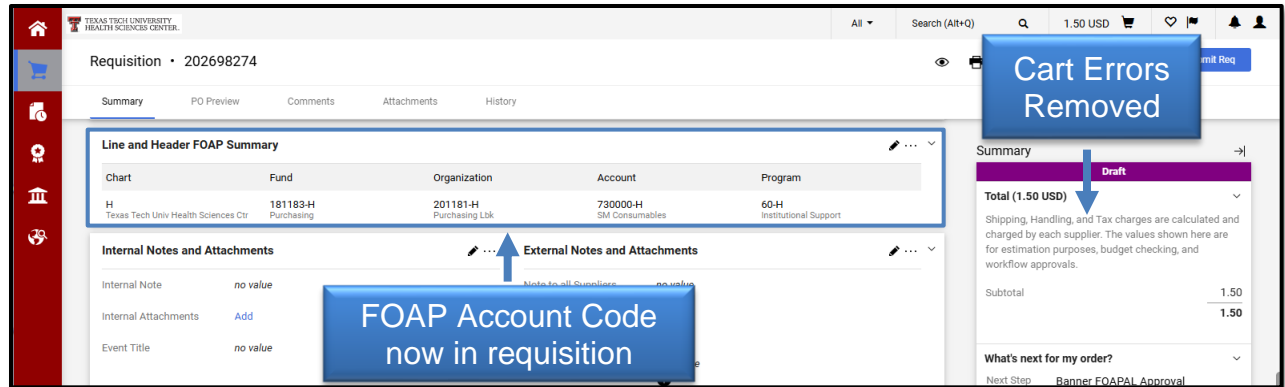 TEXAS TECH UNIVERSITY
HEALTH SCIENCES CENTER.
All
Search (Alt+Q)
1.50 USD
Requisition • 202698274
mit Req
Cart Errors
Removed
Summary
PO Preview
Comments
Attachments
History
Line and Header FOAP Summary
Chart Fund Organization Account Program
H 181183-H 201181-H 730000-H 60-H
Texas Tech Univ Health Sciences Ctr Purchasing Purchasing Lbk SM Consumables Institutional Support
Internal Notes and Attachments
Internal Note no value
Internal Attachments Add
Event Title no value
External Notes and Attachments
Note to all Suppliers no value
FOAP Account Code
now in requisition
Summary
Draft
Total (1.50 USD)
Shipping, Handling, and Tax charges are calculated and
charged by each supplier. The values shown here are
for estimation purposes, budget checking, and
workflow approvals.
Subtotal 1.50
1.50
What's next for my order?
Next Step Banner FOAPAL Approval